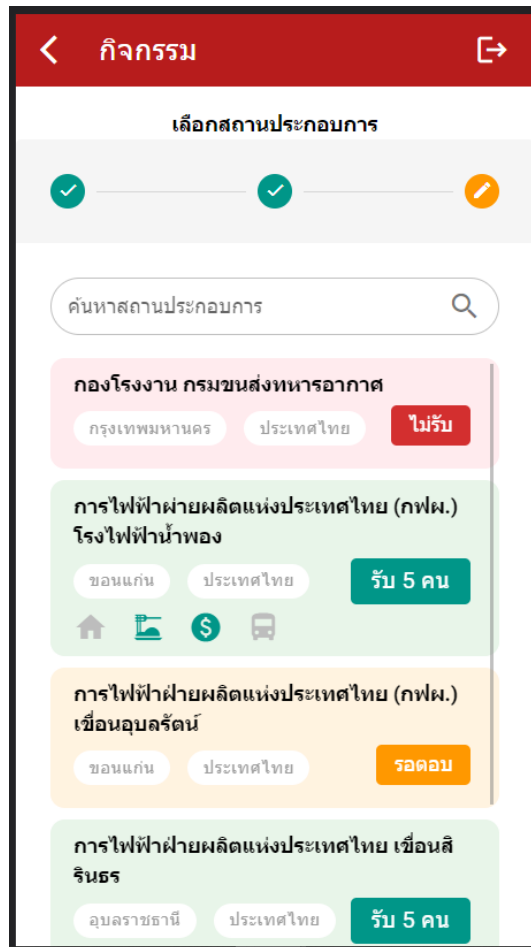 กิจกรรม
เลือกสถานประกอบการ
ค้นหาสถานประกอบการ
กองโรงงาน กรมขนส่งทหารอากาศ
กรุงเทพมหานคร ประเทศไทย ไม่รับ
การไฟฟ้าผ่ายผลิตแห่งประเทศไทย (กฟผ.)
โรงไฟฟ้าน้ำพอง
ขอนแก่น ประเทศไทย รับ 5 คน
การไฟฟ้าฝ่ายผลิตแห่งประเทศไทย (กฟผ.)
เขื่อนอุบลรัตน์
ขอนแก่น ประเทศไทย รอตอบ
การไฟฟ้าฝ่ายผลิตแห่งประเทศไทย เขื่อนสิ
รินธร
อุบลราชธานี ประเทศไทย รับ 5 คน